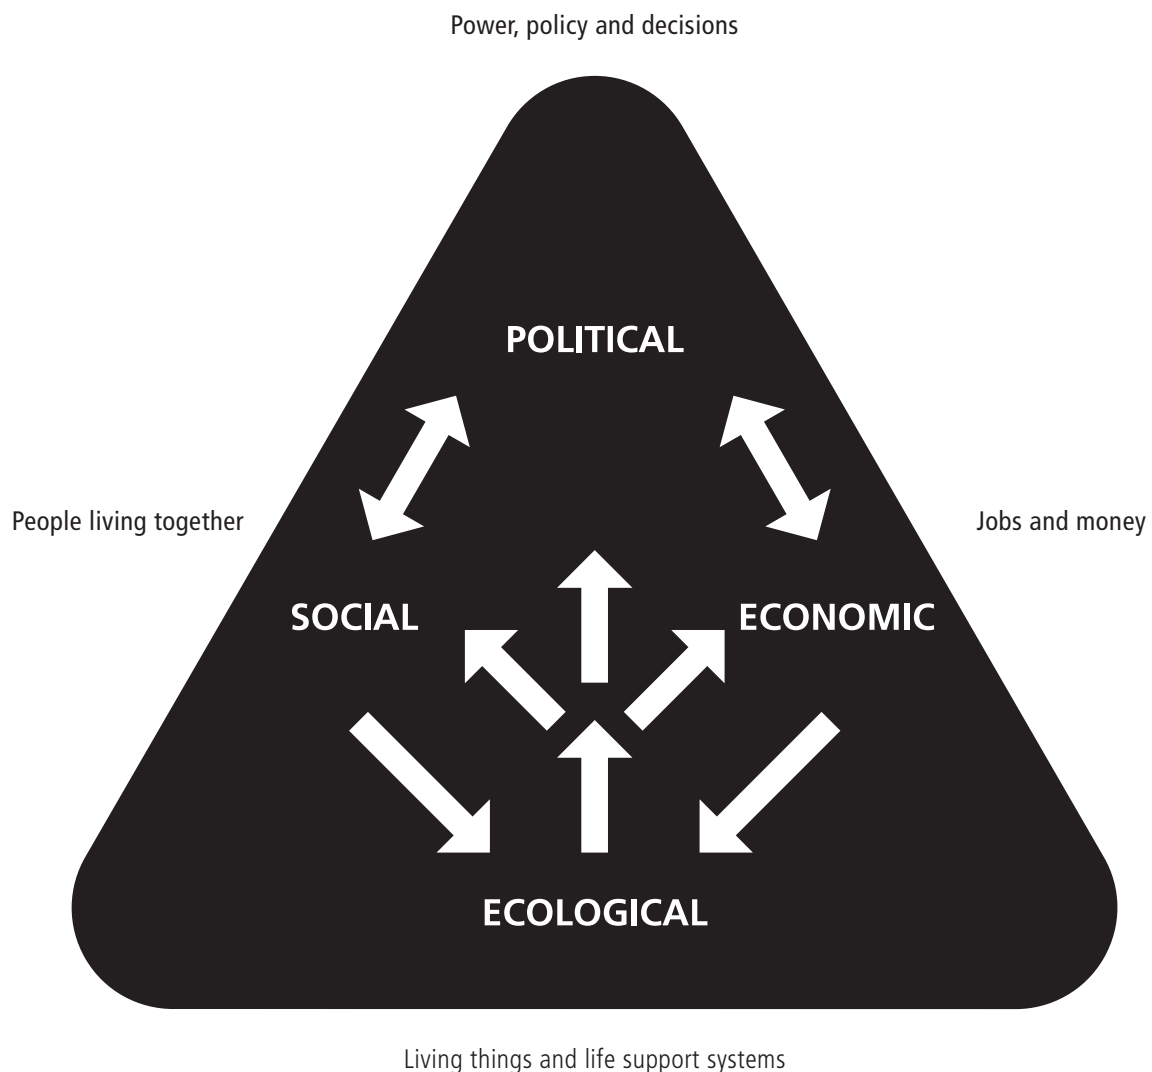 Power, policy and decisions
POLITICAL
People living together
Jobs and money
SOCIAL
ECONOMIC
ECOLOGICAL
Living things and life support systems